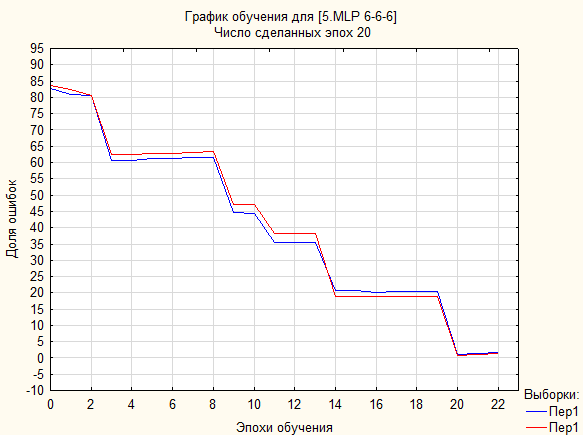 График обучения для [5.MLP 6-6-6]
Число сделанных эпох 20
95
90
85
80
75
70
65
60
55
50
45
40
35
30
25
20
15
10
5
0
-5
-10
Доля ошибок
0 2 4 6 8 10 12 14 16 18 20 22
Эпохи обучения
Выборки:
Пер1
Пер1